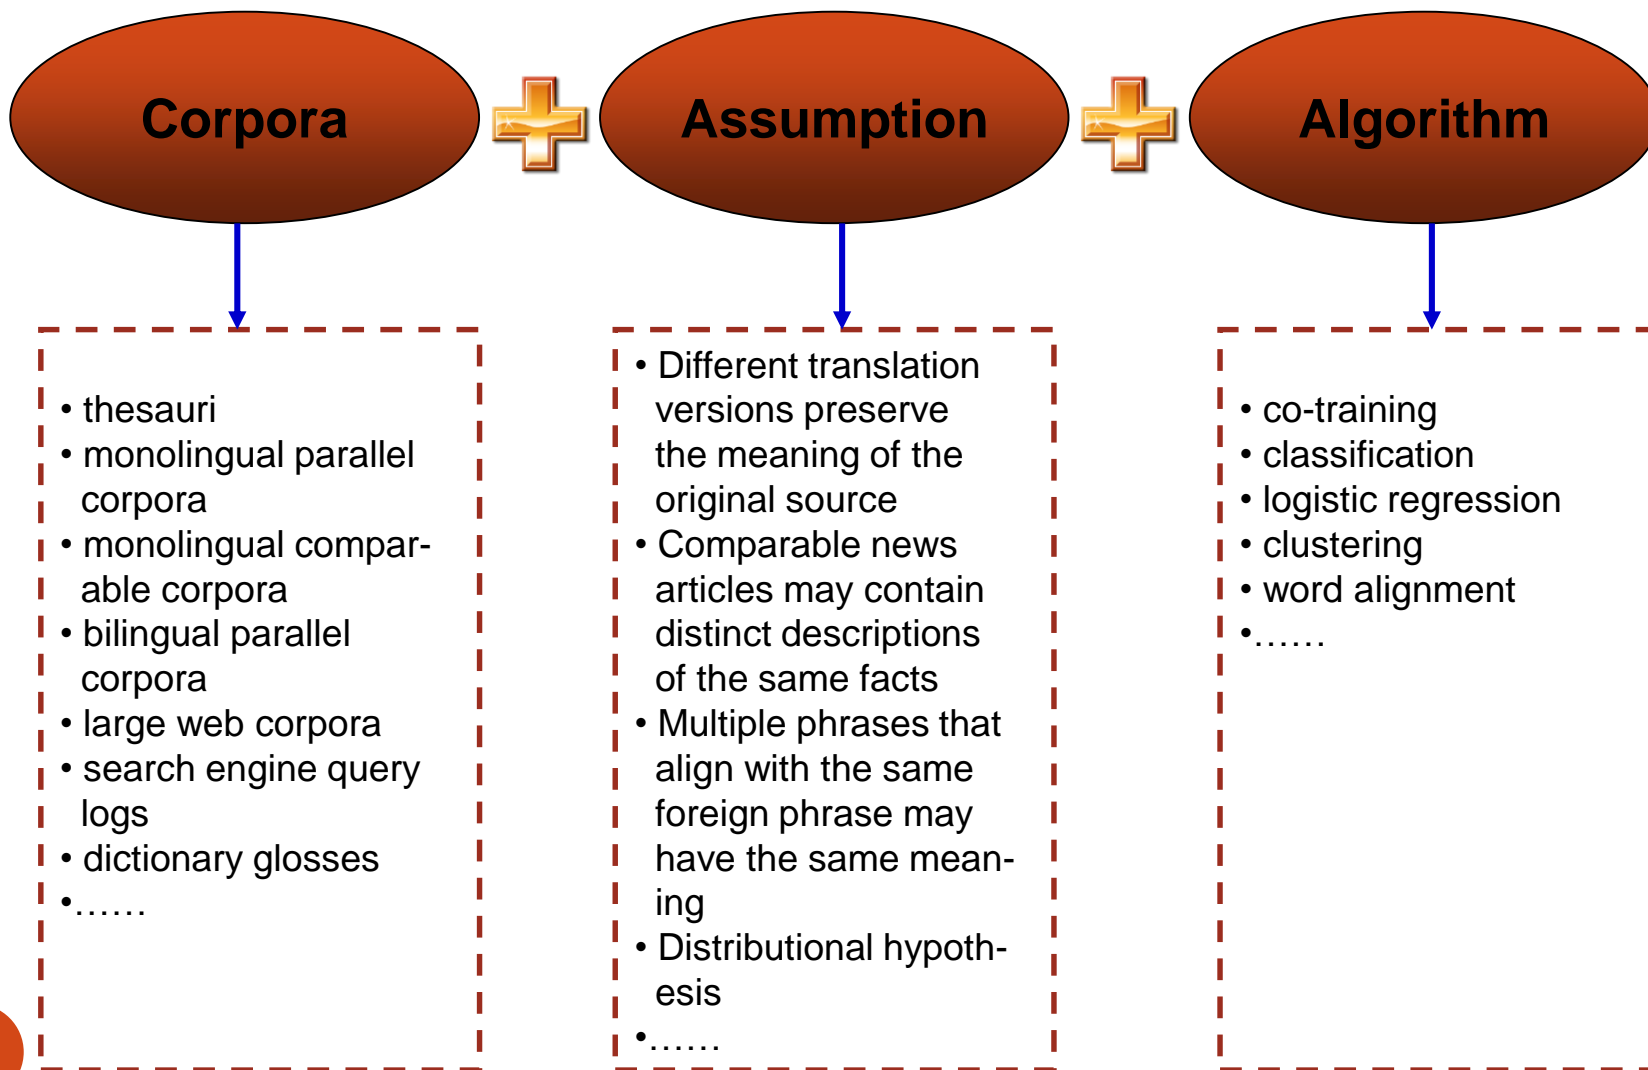 Corpora
Assumption
Algorithm
• thesauri
• monolingual parallel
corpora
• monolingual compar-
able corpora
• bilingual parallel
corpora
• large web corpora
• search engine query
logs
• dictionary glosses
•……
• Different translation
versions preserve
the meaning of the
original source
• Comparable news
articles may contain
distinct descriptions
of the same facts
• Multiple phrases that
align with the same
foreign phrase may
have the same mean-
ing
• Distributional hypoth-
esis
•……
• co-training
• classification
• logistic regression
• clustering
• word alignment
•……